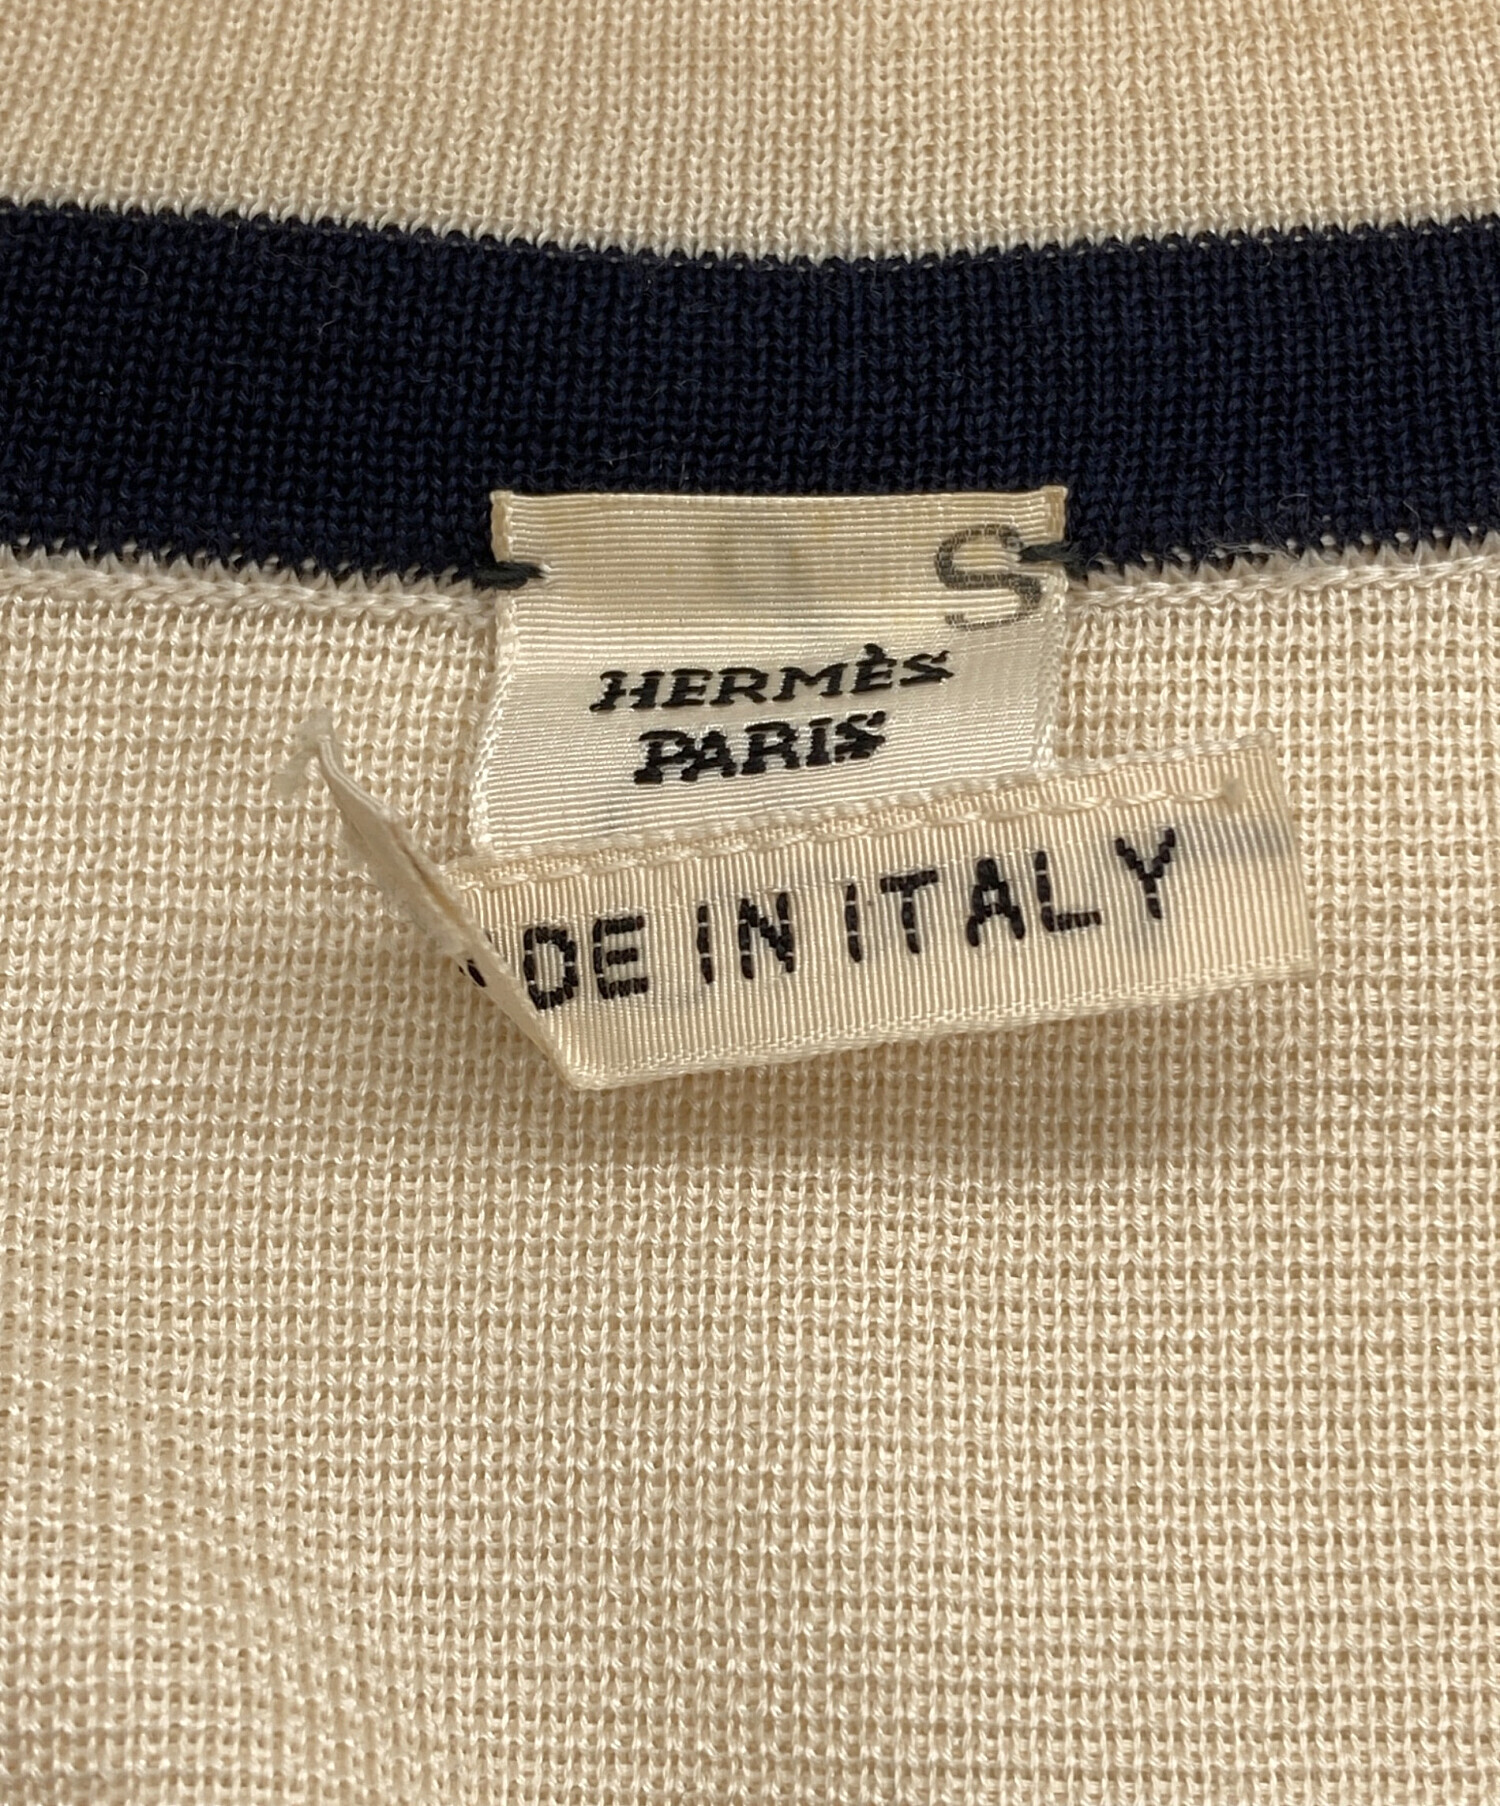 S
HERMÈS
PARIS
DE IN ITALY